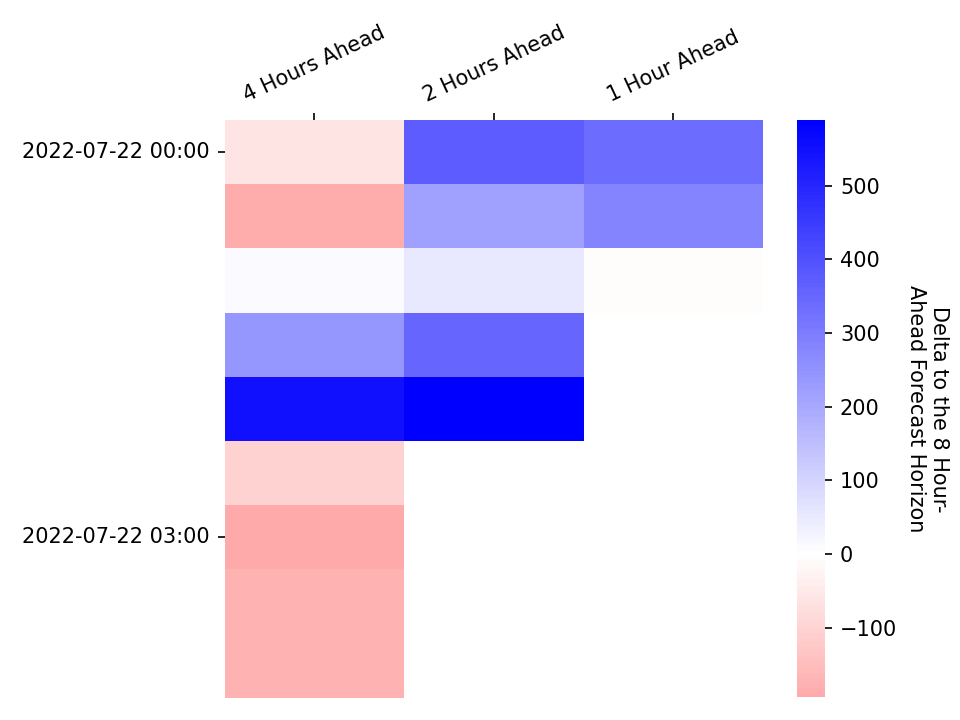 4 Hours Ahead
2 Hours Ahead
1 Hour Ahead
2022-07-22 00:00
2022-07-22 03:00
500
400
300
200
100
0
−100
Delta to the 8 Hour-
Ahead Forecast Horizon